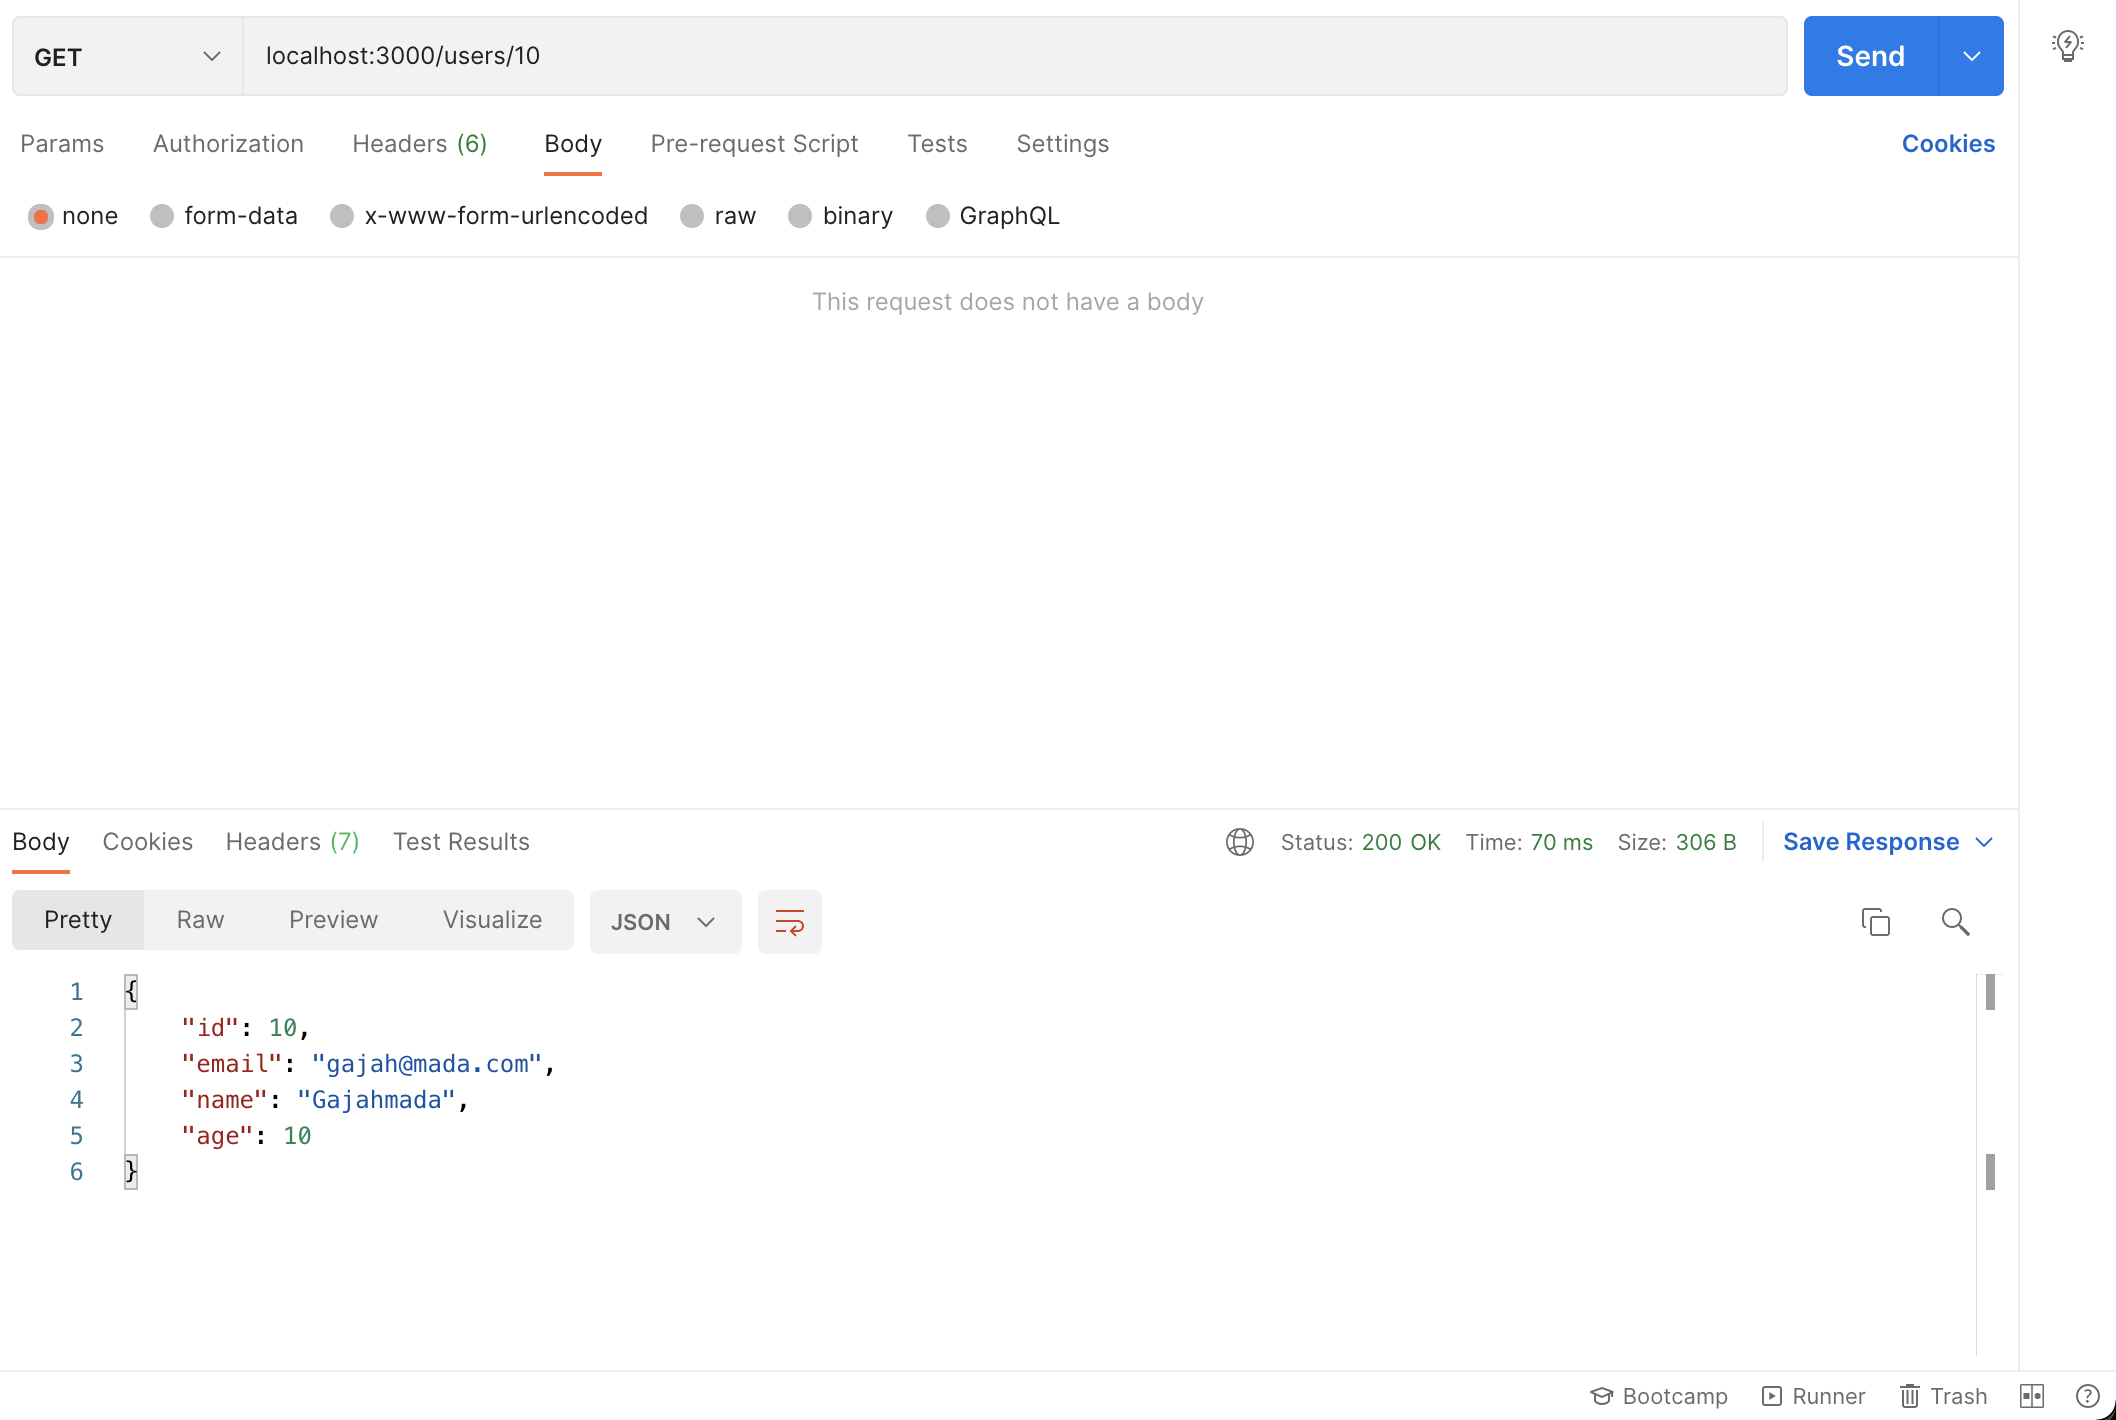 GET
localhost:3000/users/10
Send
Params Authorization Headers (6) Body Pre-request Script Tests Settings Cookies
none form-data x-www-form-urlencoded raw binary GraphQL
This request does not have a body
Body Cookies Headers (7) Test Results Status: 200 OK Time: 70 ms Size: 306 B Save Response
Pretty Raw Preview Visualize JSON
1 {
2 "id": 10,
3 "email": "gajah@mada.com",
4 "name": "Gajahmada",
5 "age": 10
6 }
Bootcamp Runner Trash